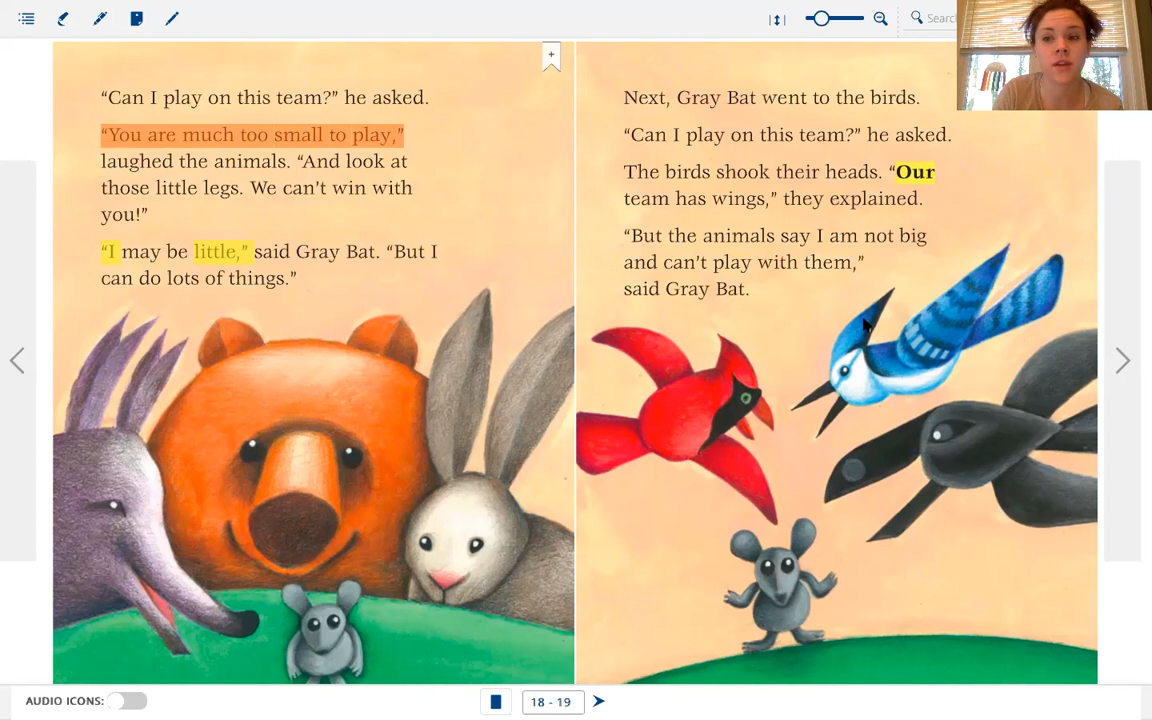 Search
“Can I play on this team?” he asked.
“You are much too small to play,”
laughed the animals. “And look at
those little legs. We can’t win with
you!”
“I may be little,” said Gray Bat. “But I
can do lots of things.”
Next, Gray Bat went to the birds.
“Can I play on this team?” he asked.
The birds shook their heads. “Our
team has wings,” they explained.
“But the animals say I am not big
and can’t play with them,”
said Gray Bat.
AUDIO ICONS:
18 - 19